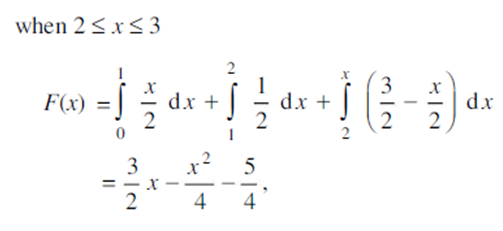 when 2 ≤ x ≤ 3
F(x) = ∫₀¹ x/2 dx + ∫₁² 1/2 dx + ∫₂ˣ (3/2 − x/2) dx
= 3/2 x − x²/4 − 5/4,